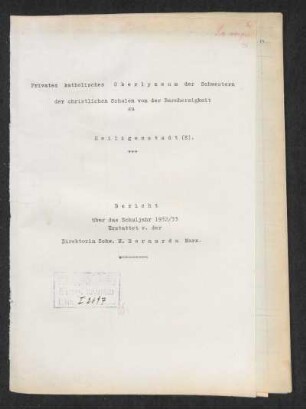 Privates katholisches Oberlyzeum der Schwestern
der christlichen Schulen von der Barmherzigkeit
zu
Heiligenstadt (E).
Bericht
über das Schuljahr 1932/33
Erstattet v. der
Direktorin Schw. M. Bernarda
I 2017